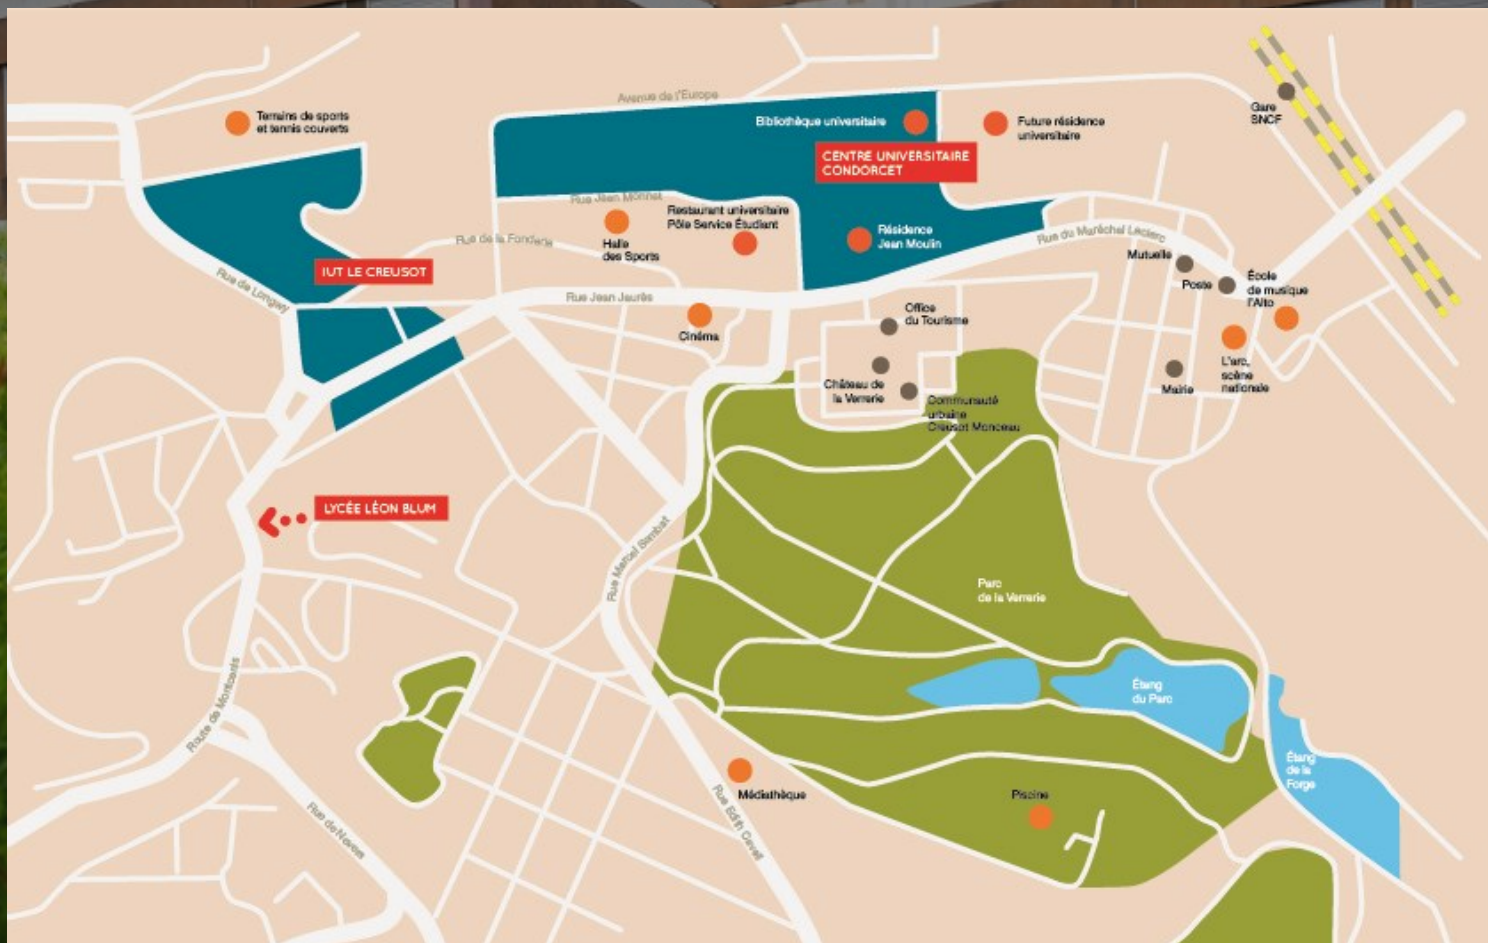 Avenue de l'Europe
Gare
SNCF
Terrains de sports
et tennis couverts
Bibliothèque universitaire
Future résidence
universitaire
CENTRE UNIVERSITAIRE
CONDORCET
Rue Jean Monnet
Restaurant universitaire
Pôle Service Étudiant
Halle
des Sports
Résidence
Jean Moulin
Rue du Maréchal Leclerc
Rue de la Fonderie
Mutuelle
IUT LE CREUSOT
Rue de Longwy
Poste
École
de musique
l'Alto
Rue Jean Jaurès
Office
du Tourisme
Cinéma
L'arc,
scène
nationale
Château de
la Verrerie
Mairie
Communauté
urbaine
Creusot Monceau
LYCÉE LÉON BLUM
Rue Marcel Sembat
Parc
de la Verrerie
Étang
du Parc
Route de Montcenis
Étang
de la
Forge
Médiathèque
Piscine
Rue de Nevers
Rue Edith Cavell